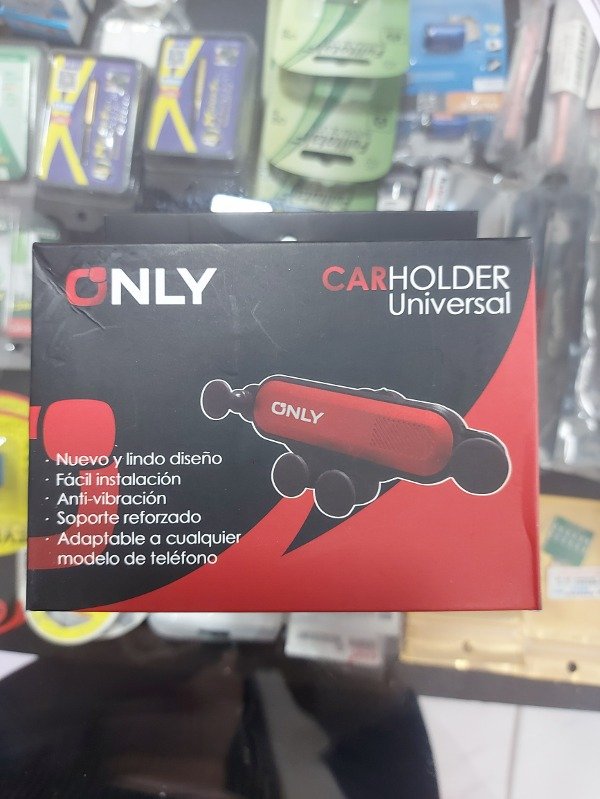 ONLY
CARHOLDER
Universal
ONLY
· Nuevo y lindo diseño
· Fácil instalación
· Anti-vibración
· Soporte reforzado
· Adaptable a cualquier
modelo de teléfono